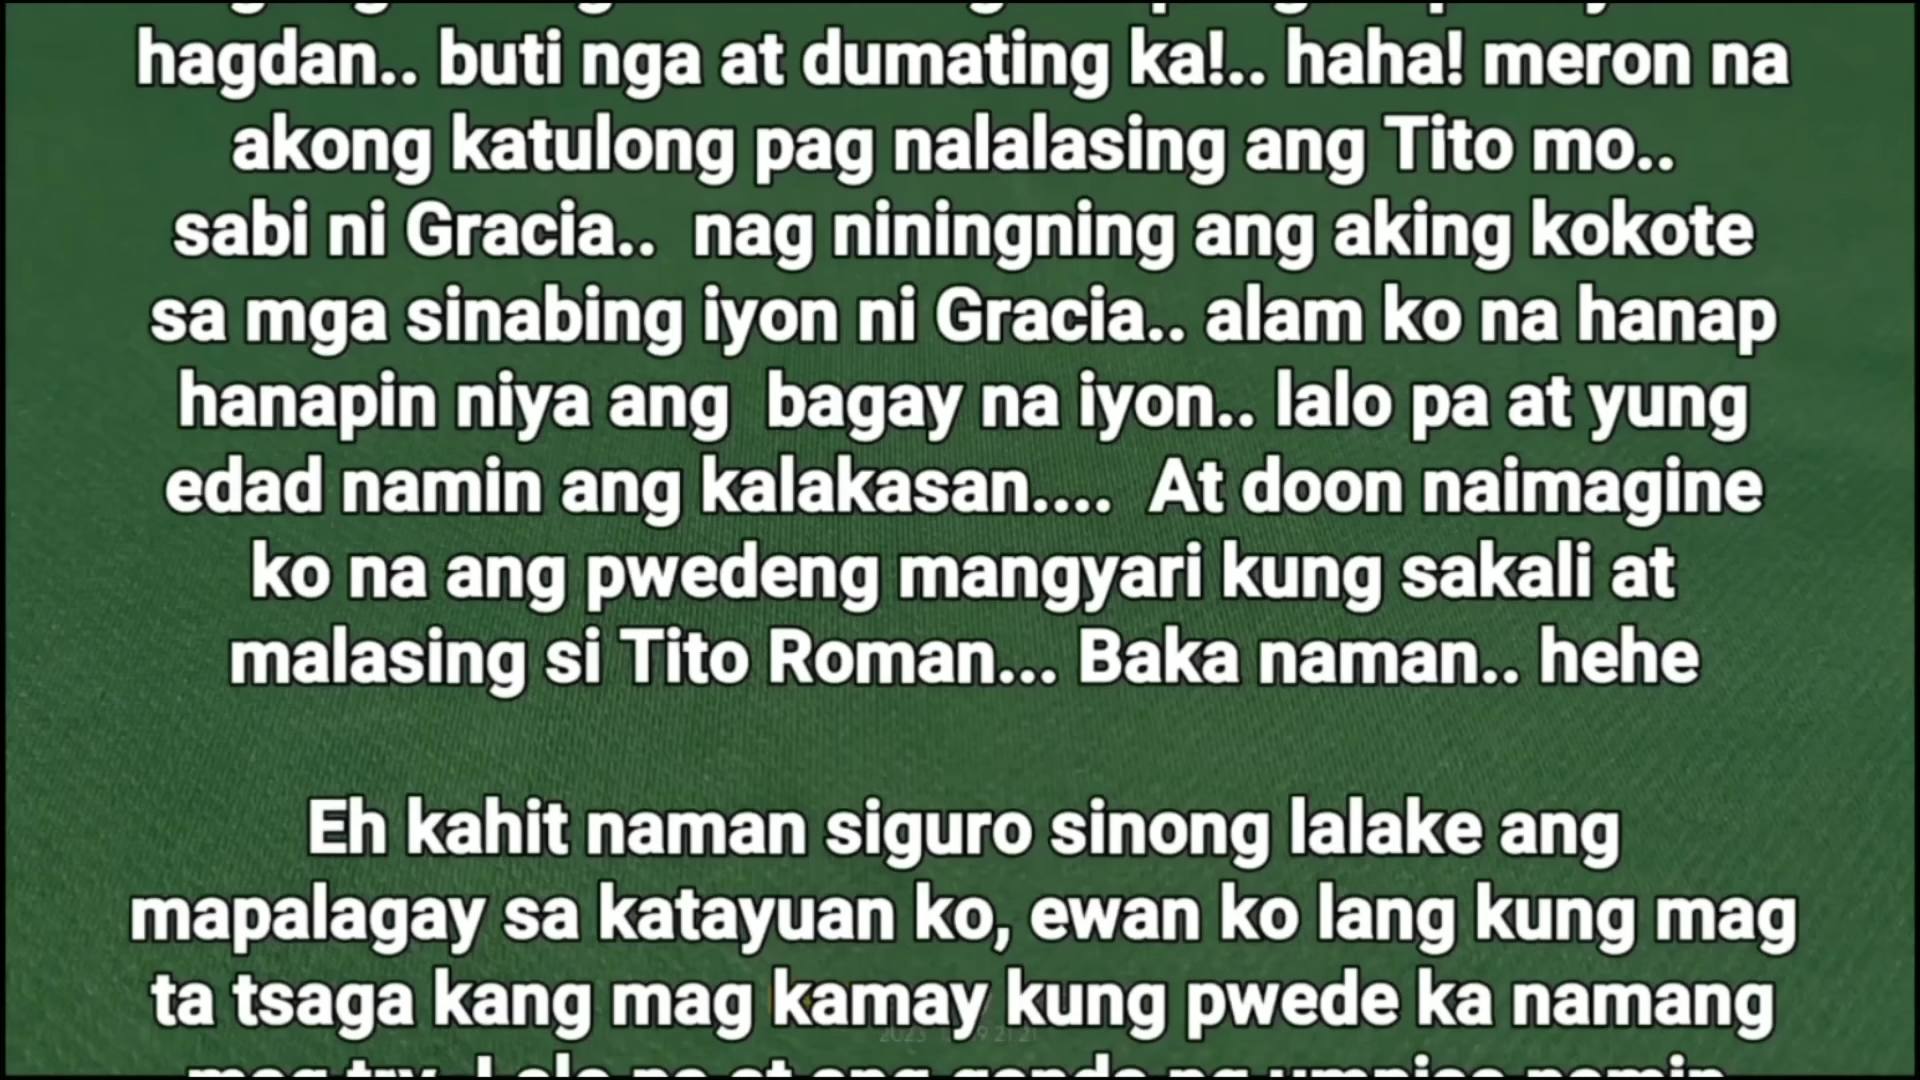 hagdan.. buti nga at dumating ka!.. haha! meron na
akong katulong pag nalalasing ang Tito mo..
sabi ni Gracia.. nag niningning ang aking kokote
sa mga sinabing iyon ni Gracia.. alam ko na hanap
hanapin niya ang bagay na iyon.. lalo pa at yung
edad namin ang kalakasan.... At doon naimagine
ko na ang pwedeng mangyari kung sakali at
malasing si Tito Roman... Baka naman.. hehe
Eh kahit naman siguro sinong lalake ang
mapalagay sa katayuan ko, ewan ko lang kung mag
ta tsaga kang mag kamay kung pwede ka namang